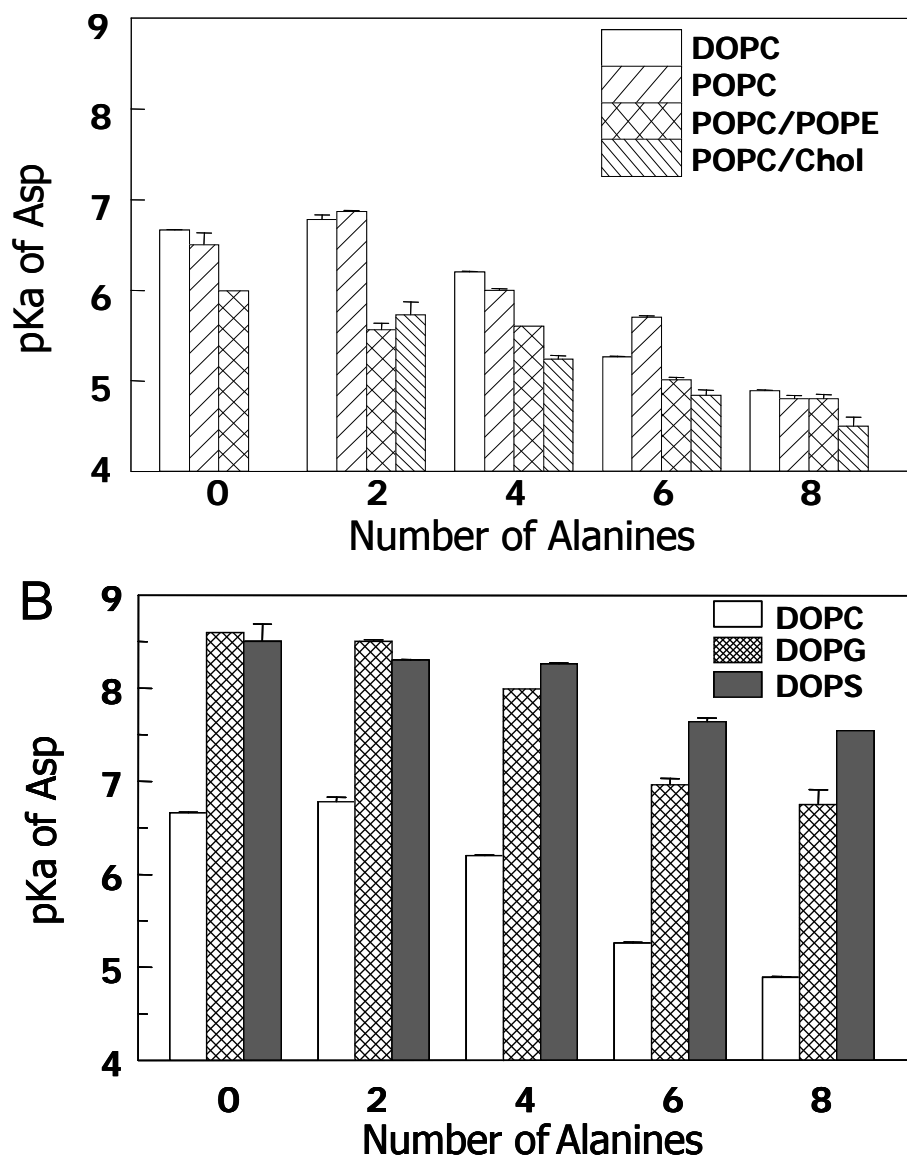 9
8
7
6
5
4
pKa of Asp
DOPC
POPC
POPC/POPE
POPC/Chol
0 2 4 6 8
Number of Alanines
B
9
8
7
6
5
4
pKa of Asp
DOPC
DOPG
DOPS
0 2 4 6 8
Number of Alanines